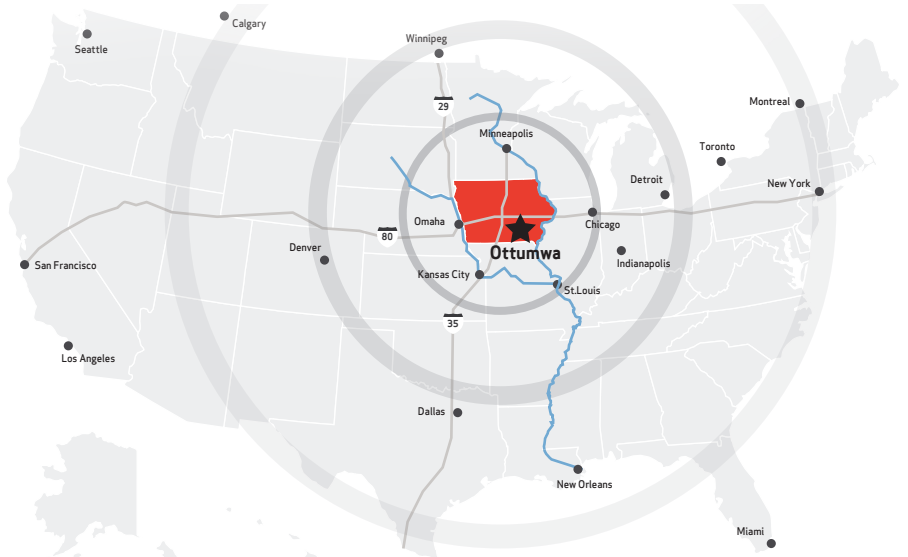 Calgary
Seattle
Winnipeg
29
Montreal
Minneapolis
Toronto
Detroit
New York
Omaha
Chicago
80
Denver
Ottumwa
San Francisco
Indianapolis
Kansas City
St.Louis
35
Los Angeles
Dallas
New Orleans
Miami